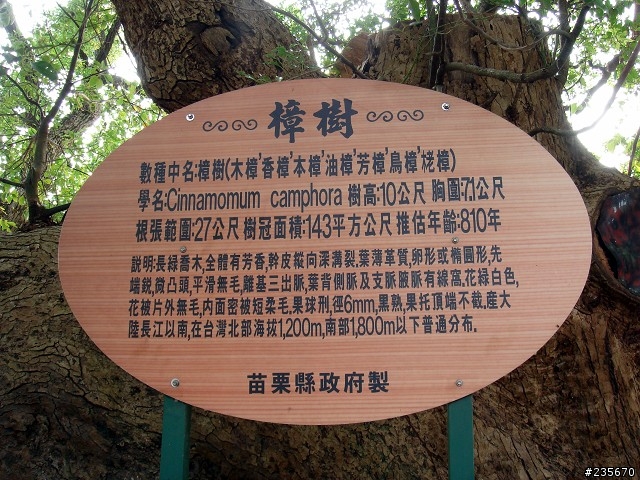 樟樹
數種中名:樟樹(木樟'香樟'本樟'油樟'芳樟'鳥樟'栳樟)
學名:Cinnamomum camphora 樹高:10公尺 胸圍:7.1公尺
根張範圍:27公尺 樹冠面積:143平方公尺 推估年齡:810年
說明:長綠喬木,全體有芳香,幹皮縱向深溝裂,葉薄革質,卵形或橢圓形,先
端銳,微凸頭,平滑無毛,離基三出脈,葉背側脈及支脈腋脈有線窩,花綠白色,
花被片外無毛,內面密被短柔毛.果球形,徑6mm,黑熟,果托頂端不截.產大
陸長江以南,在台灣北部海拔1,200m,南部1,800m以下普通分布.
苗栗縣政府製
#235670